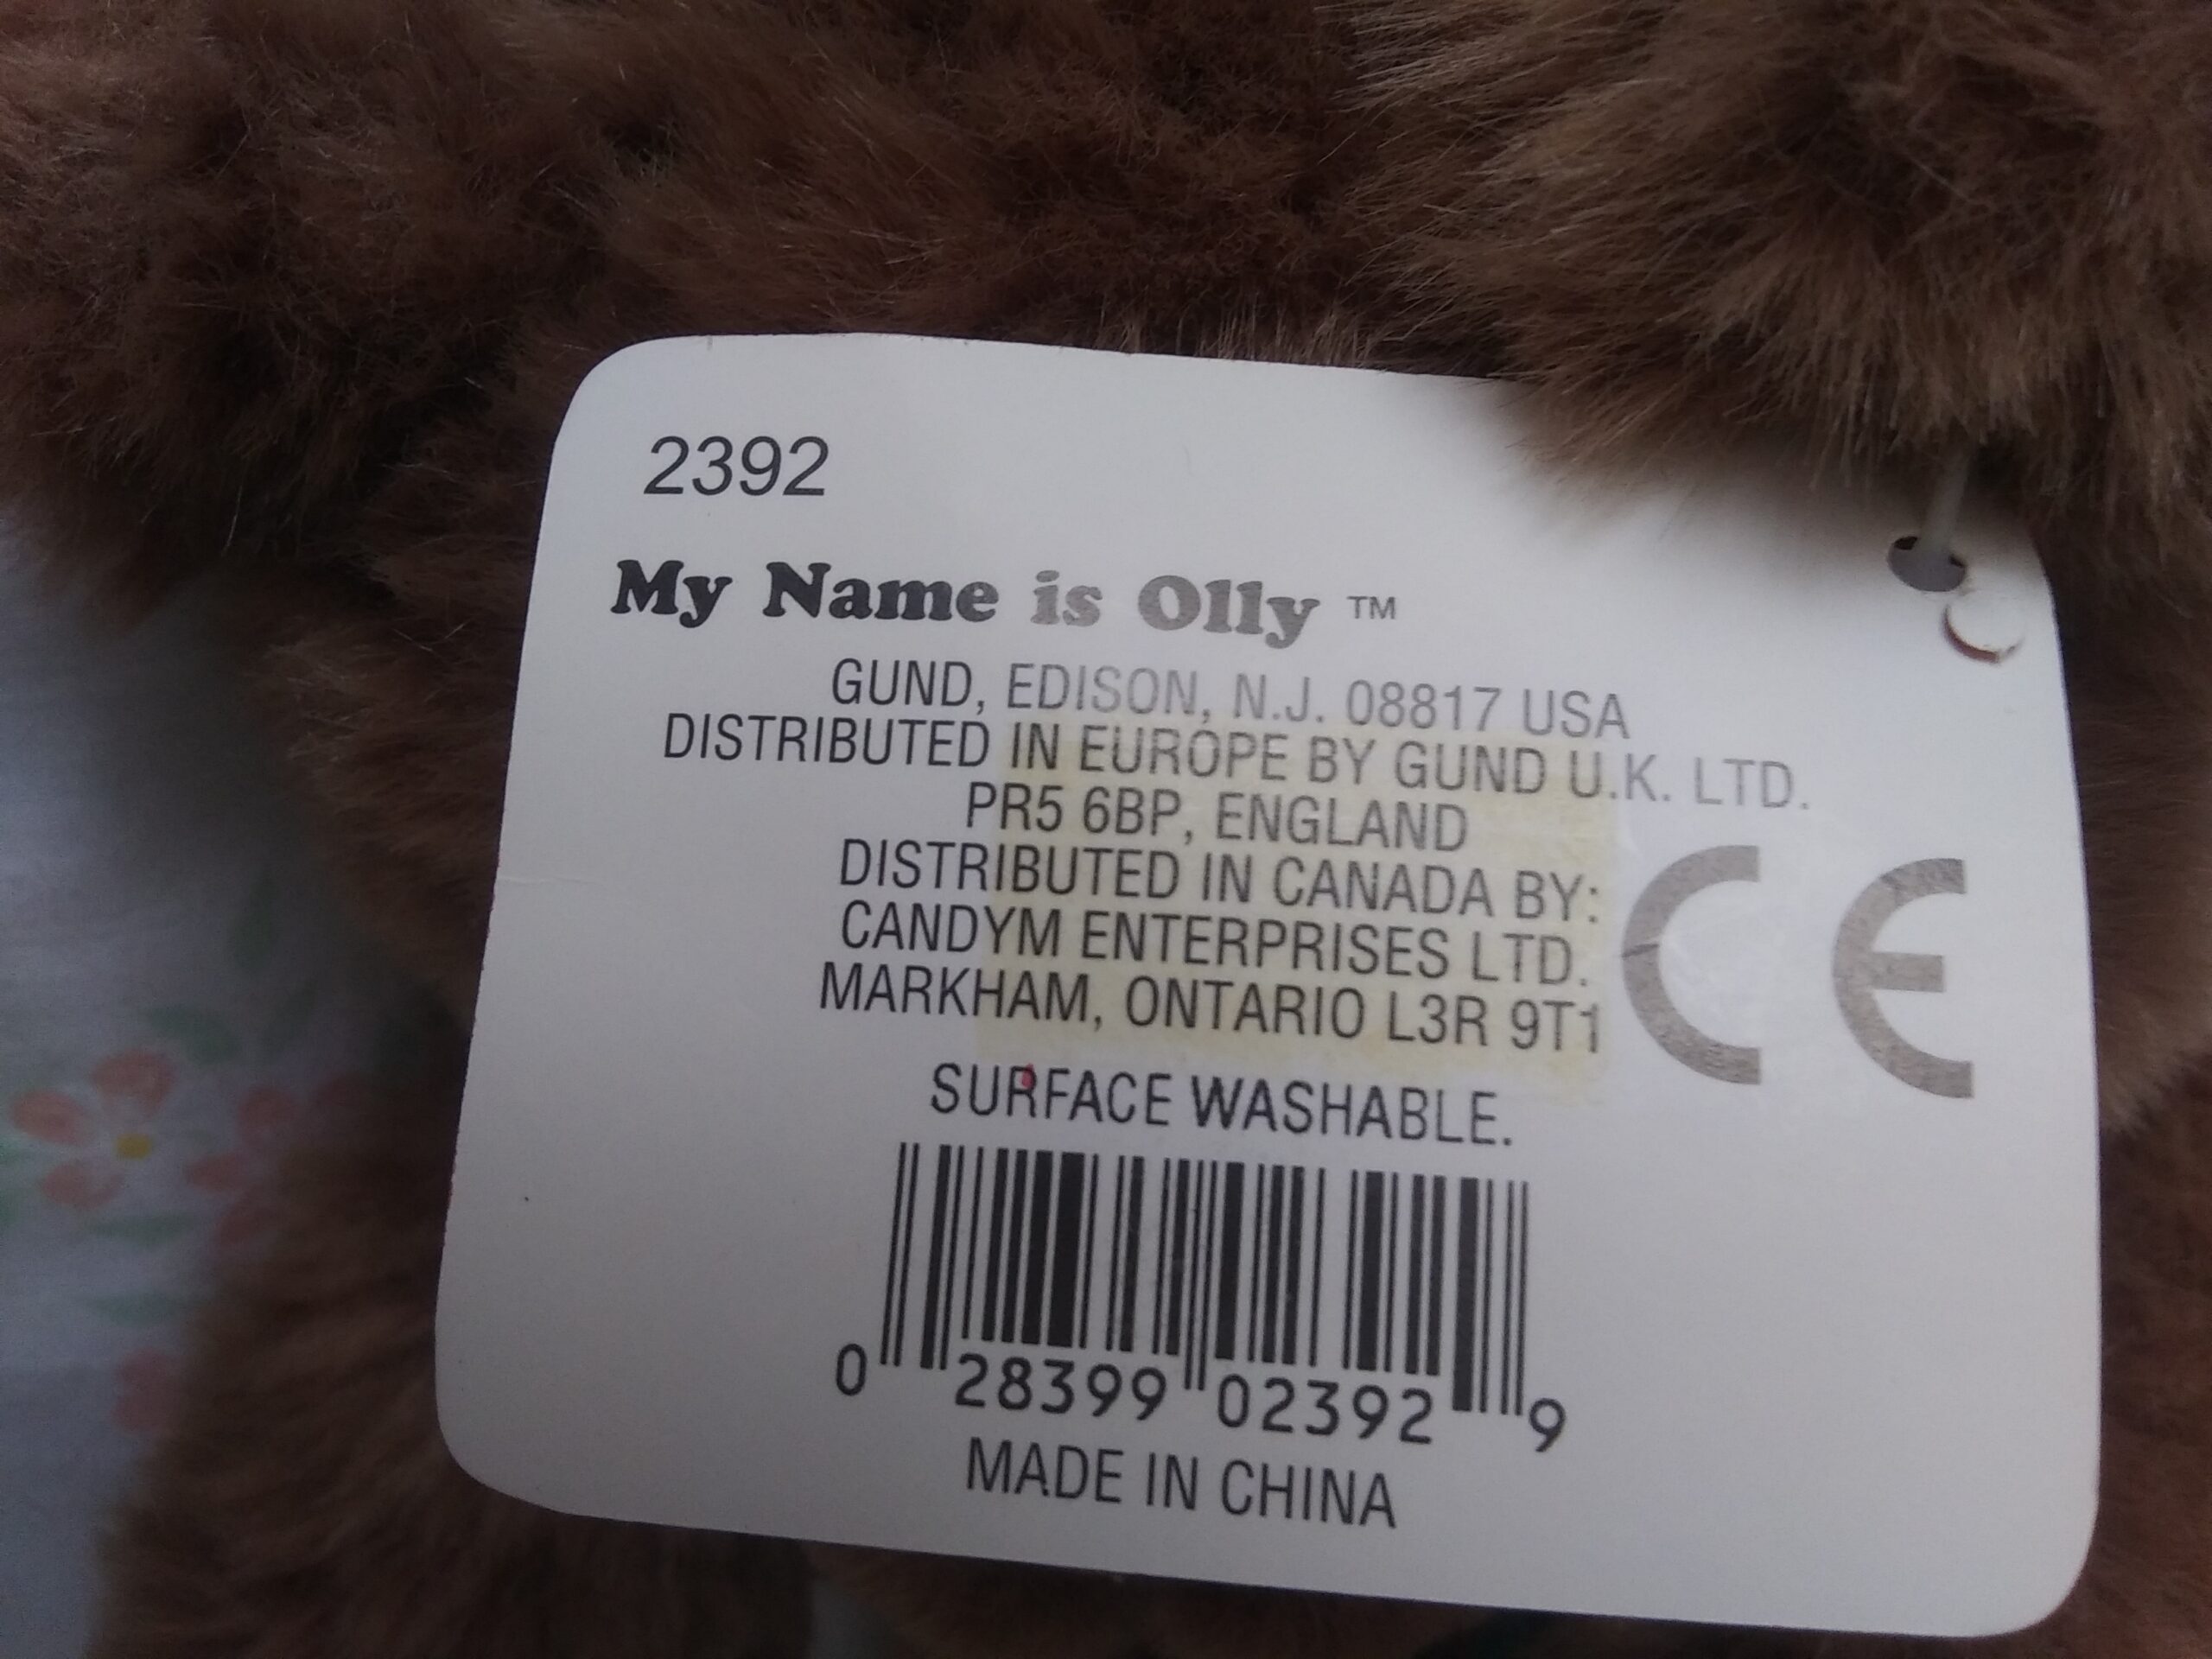 2392
My Name is Olly ™
GUND, EDISON, N.J. 08817 USA
DISTRIBUTED IN EUROPE BY GUND U.K. LTD.
PR5 6BP, ENGLAND
DISTRIBUTED IN CANADA BY:
CANDYM ENTERPRISES LTD.
MARKHAM, ONTARIO L3R 9T1
CE
SURFACE WASHABLE.
0 28399 02392 9
MADE IN CHINA